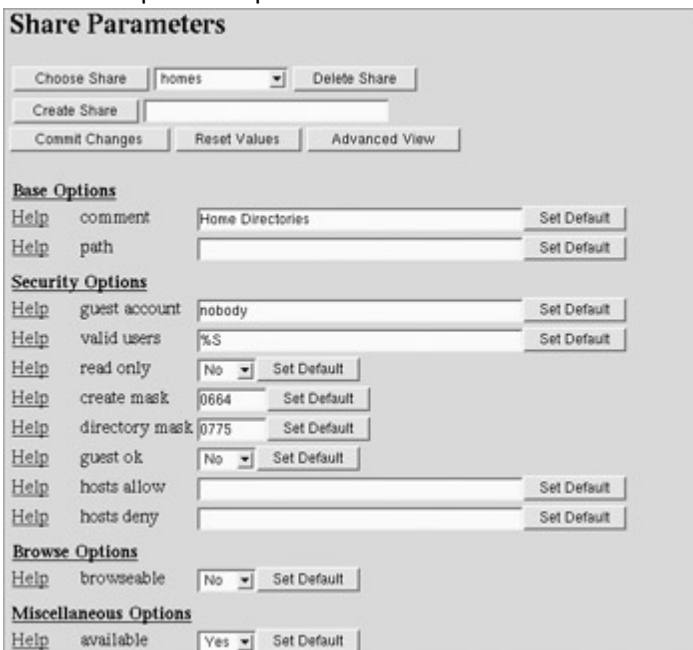 Share Parameters
Choose Share homes Delete Share
Create Share
Commit Changes Reset Values Advanced View
Base Options
Help comment Home Directories Set Default
Help path Set Default
Security Options
Help guest account nobody Set Default
Help valid users %S Set Default
Help read only No Set Default
Help create mask 0664 Set Default
Help directory mask 0775 Set Default
Help guest ok No Set Default
Help hosts allow Set Default
Help hosts deny Set Default
Browse Options
Help browseable No Set Default
Miscellaneous Options
Help available Yes Set Default